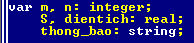 var m, n: integer;
S, dientich: real;
thong_bao: string;